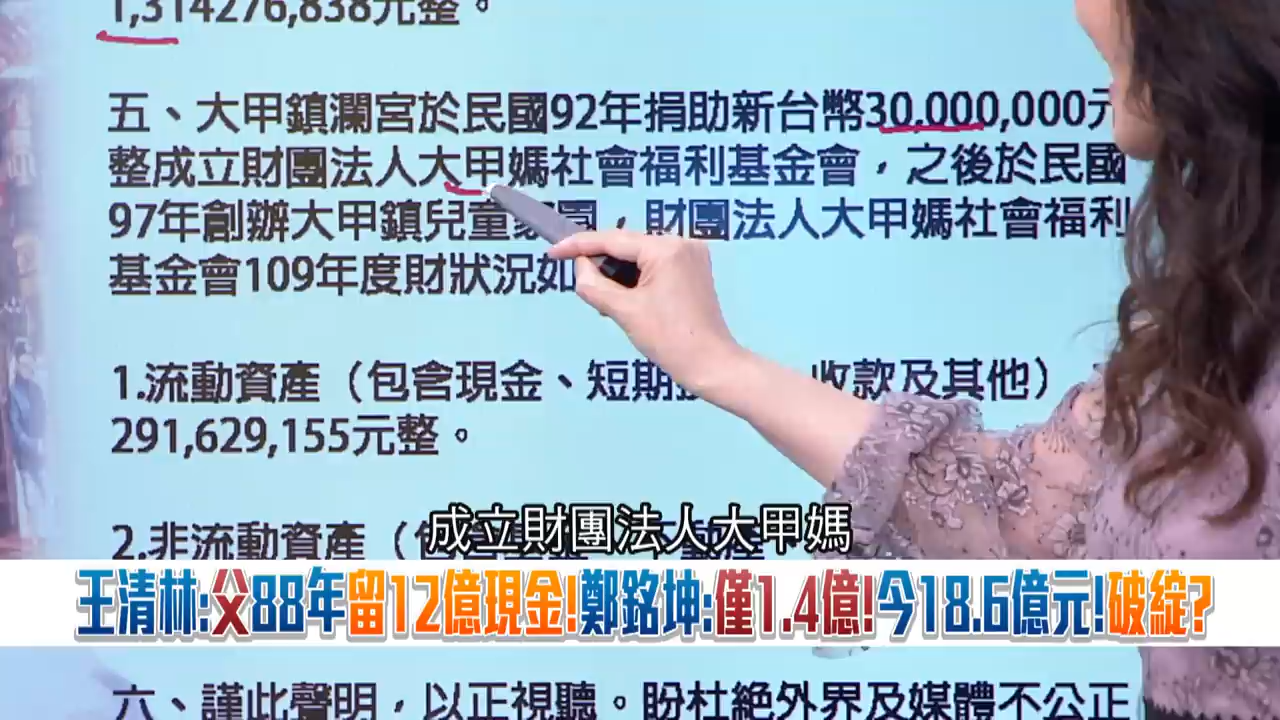 1,314276,838元整。
五、大甲鎮瀾宮於民國92年捐助新台幣30.000,000元
整成立財團法人大甲媽社會福利基金會，之後於民國
97年創辦大甲鎮兒童家園，財團法人大甲媽社會福利
基金會109年度財狀況如
1.流動資產（包含現金、短期 收款及其他）
291,629,155元整。
2.非流動資產（
成立財團法人大甲媽
王清林:父88年留12億現金!鄭銘坤:僅1.4億!今18.6億元!破綻?
六、謹此聲明，以正視聽。盼杜絕外界及媒體不公正